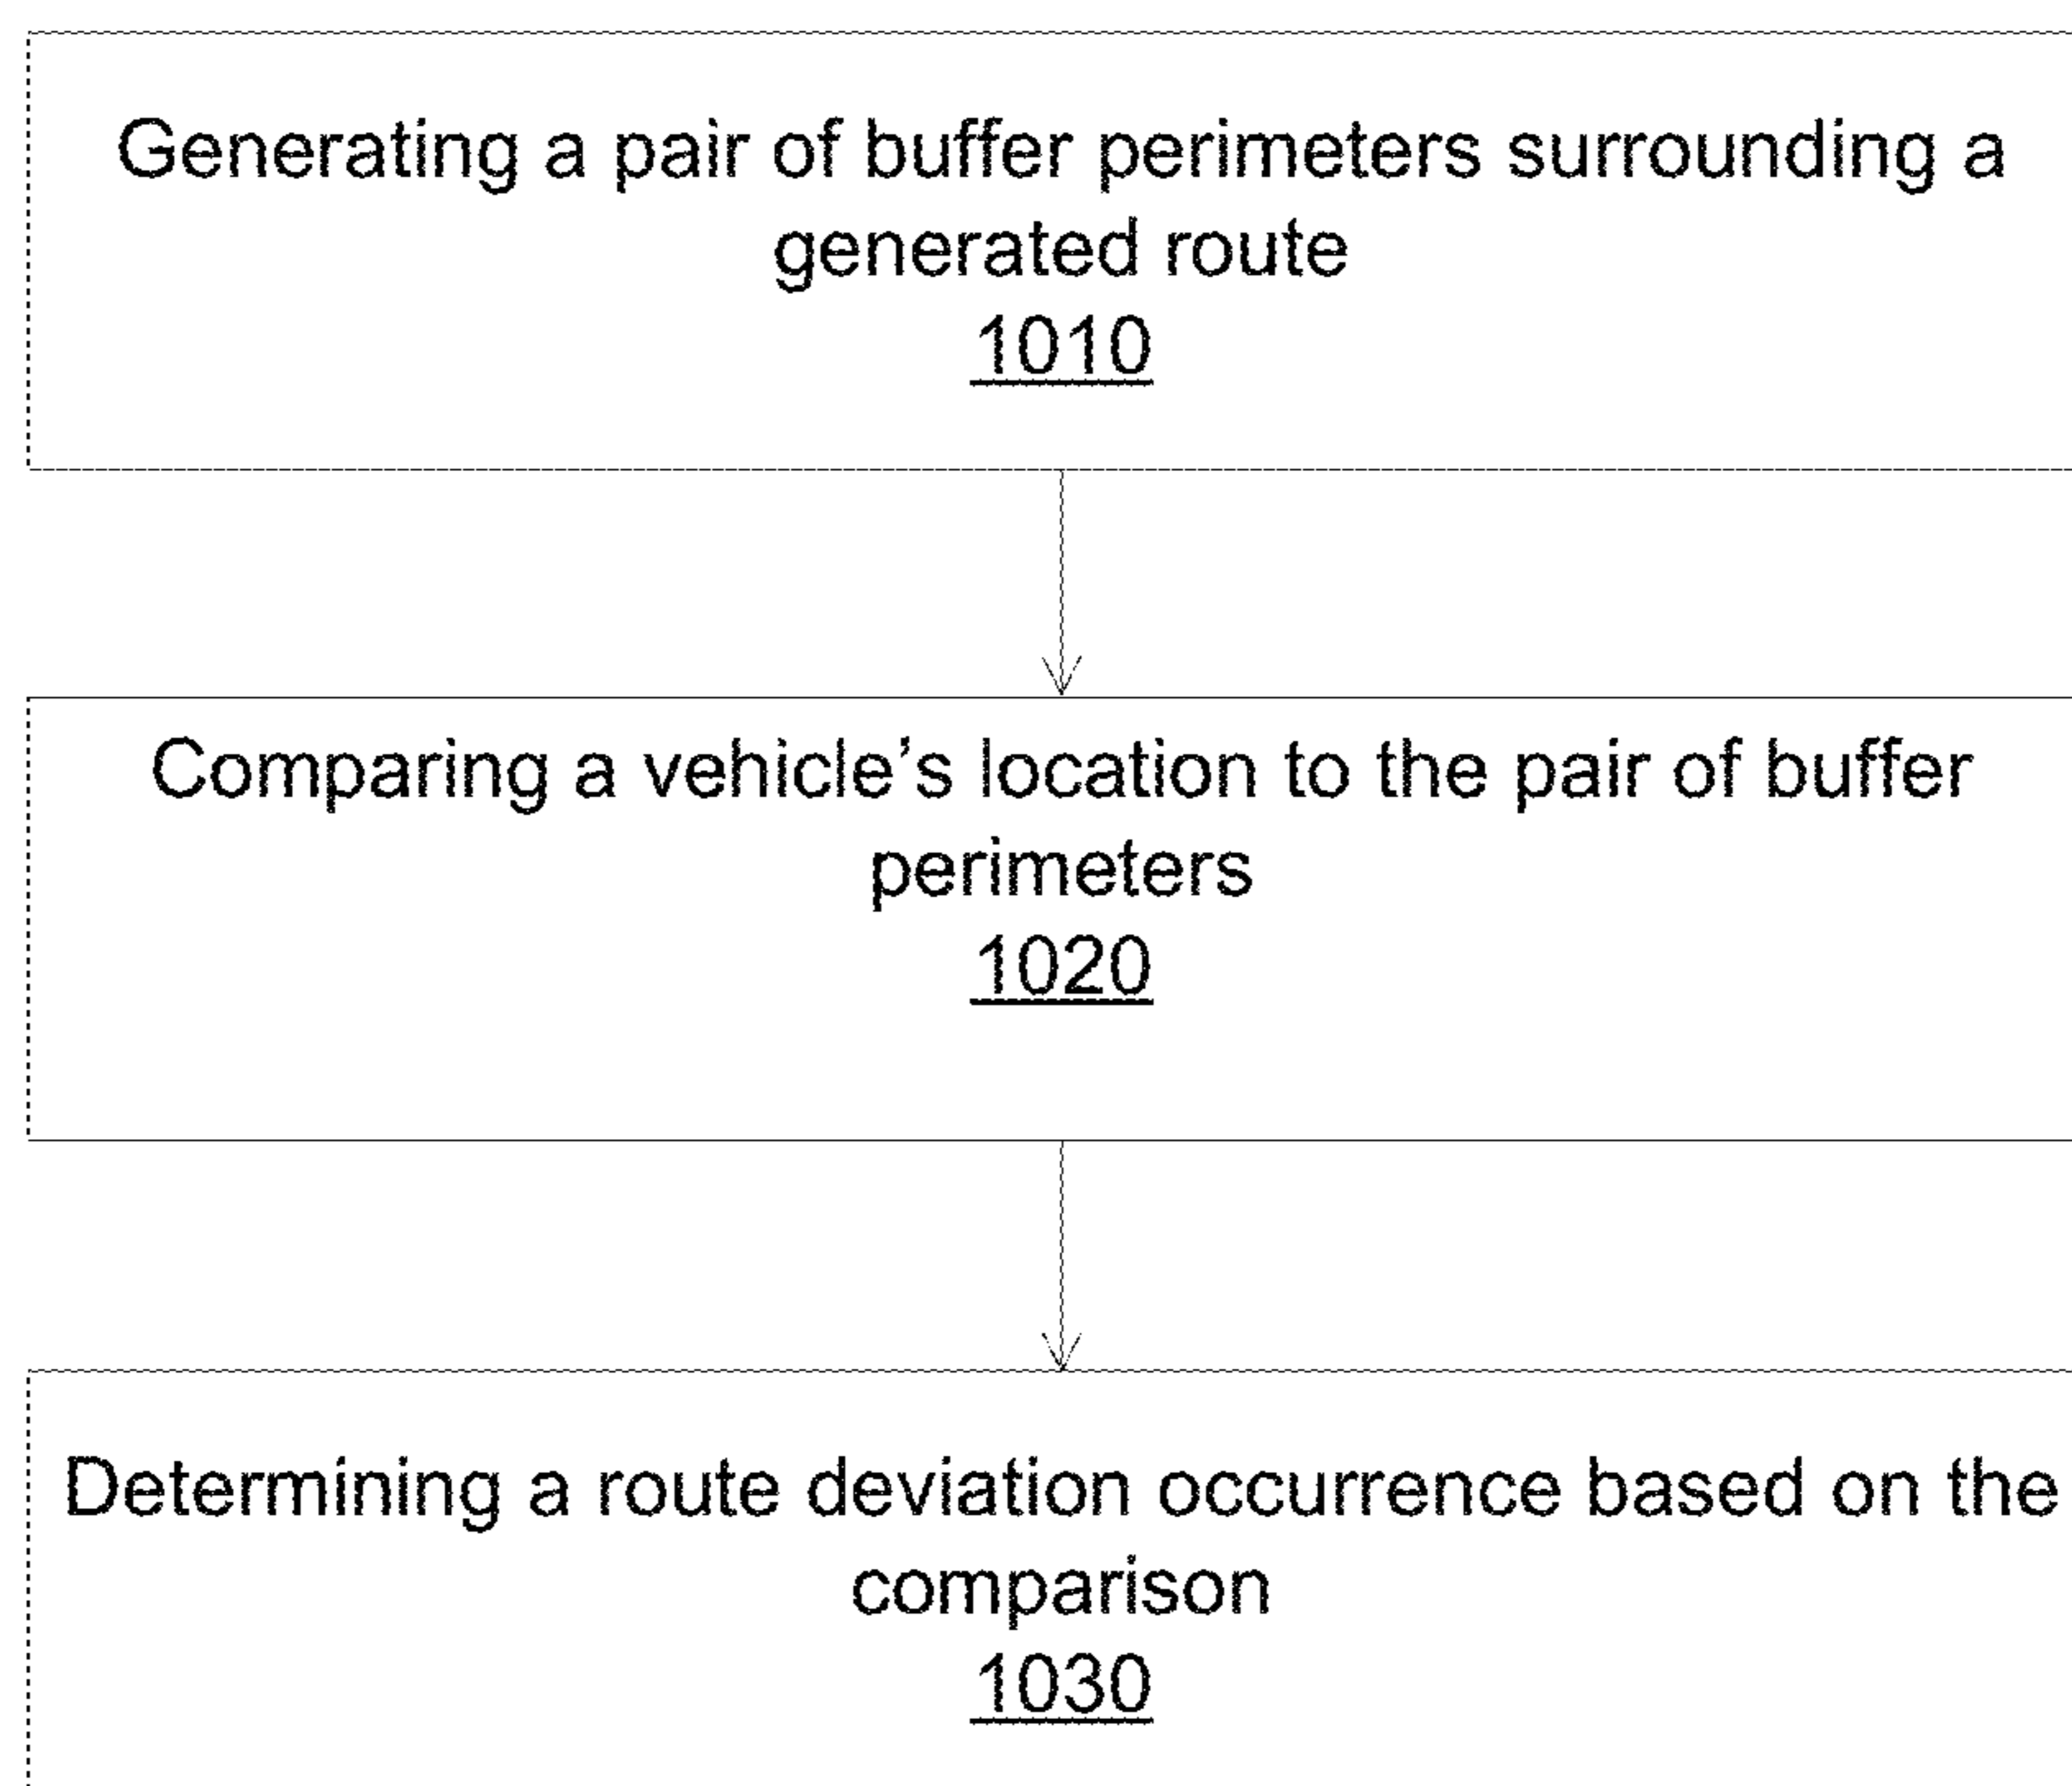 Generating a pair of buffer perimeters surrounding a
generated route
1010
Comparing a vehicle’s location to the pair of buffer
perimeters
1020
Determining a route deviation occurrence based on the
comparison
1030